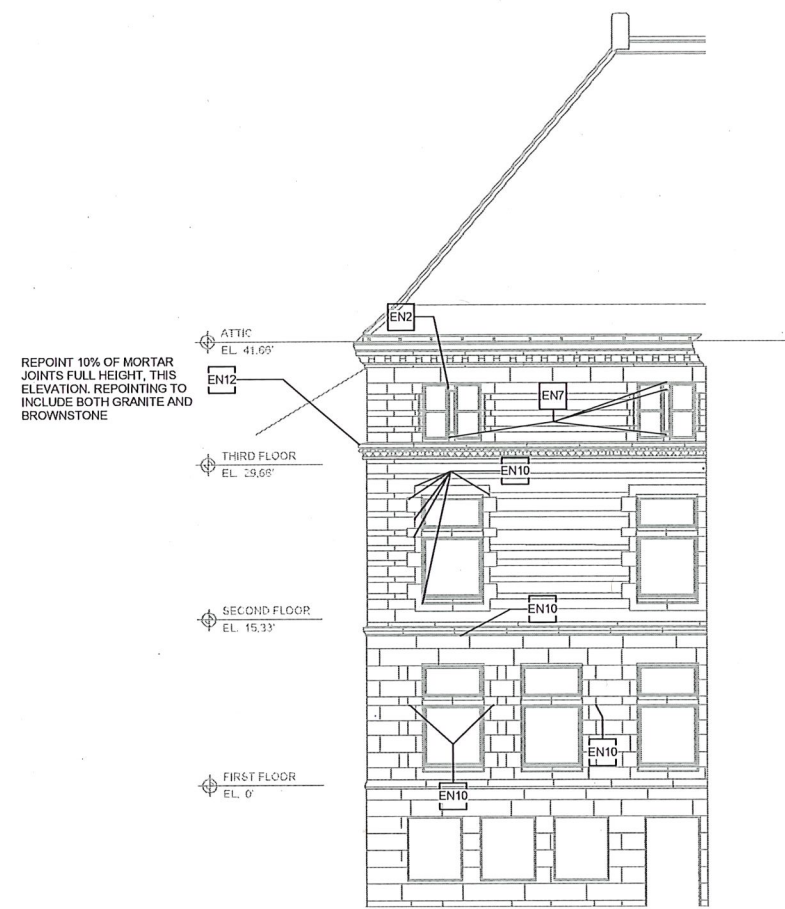 EN2
ATTIC
EL. 41.66'
REPOINT 10% OF MORTAR
JOINTS FULL HEIGHT, THIS
ELEVATION. REPOINTING TO
INCLUDE BOTH GRANITE AND
BROWNSTONE
EN12
EN7
THIRD FLOOR
EL. 29.66'
EN10
SECOND FLOOR
EL. 15.33'
EN10
EN10
FIRST FLOOR
EL. 0'
EN10